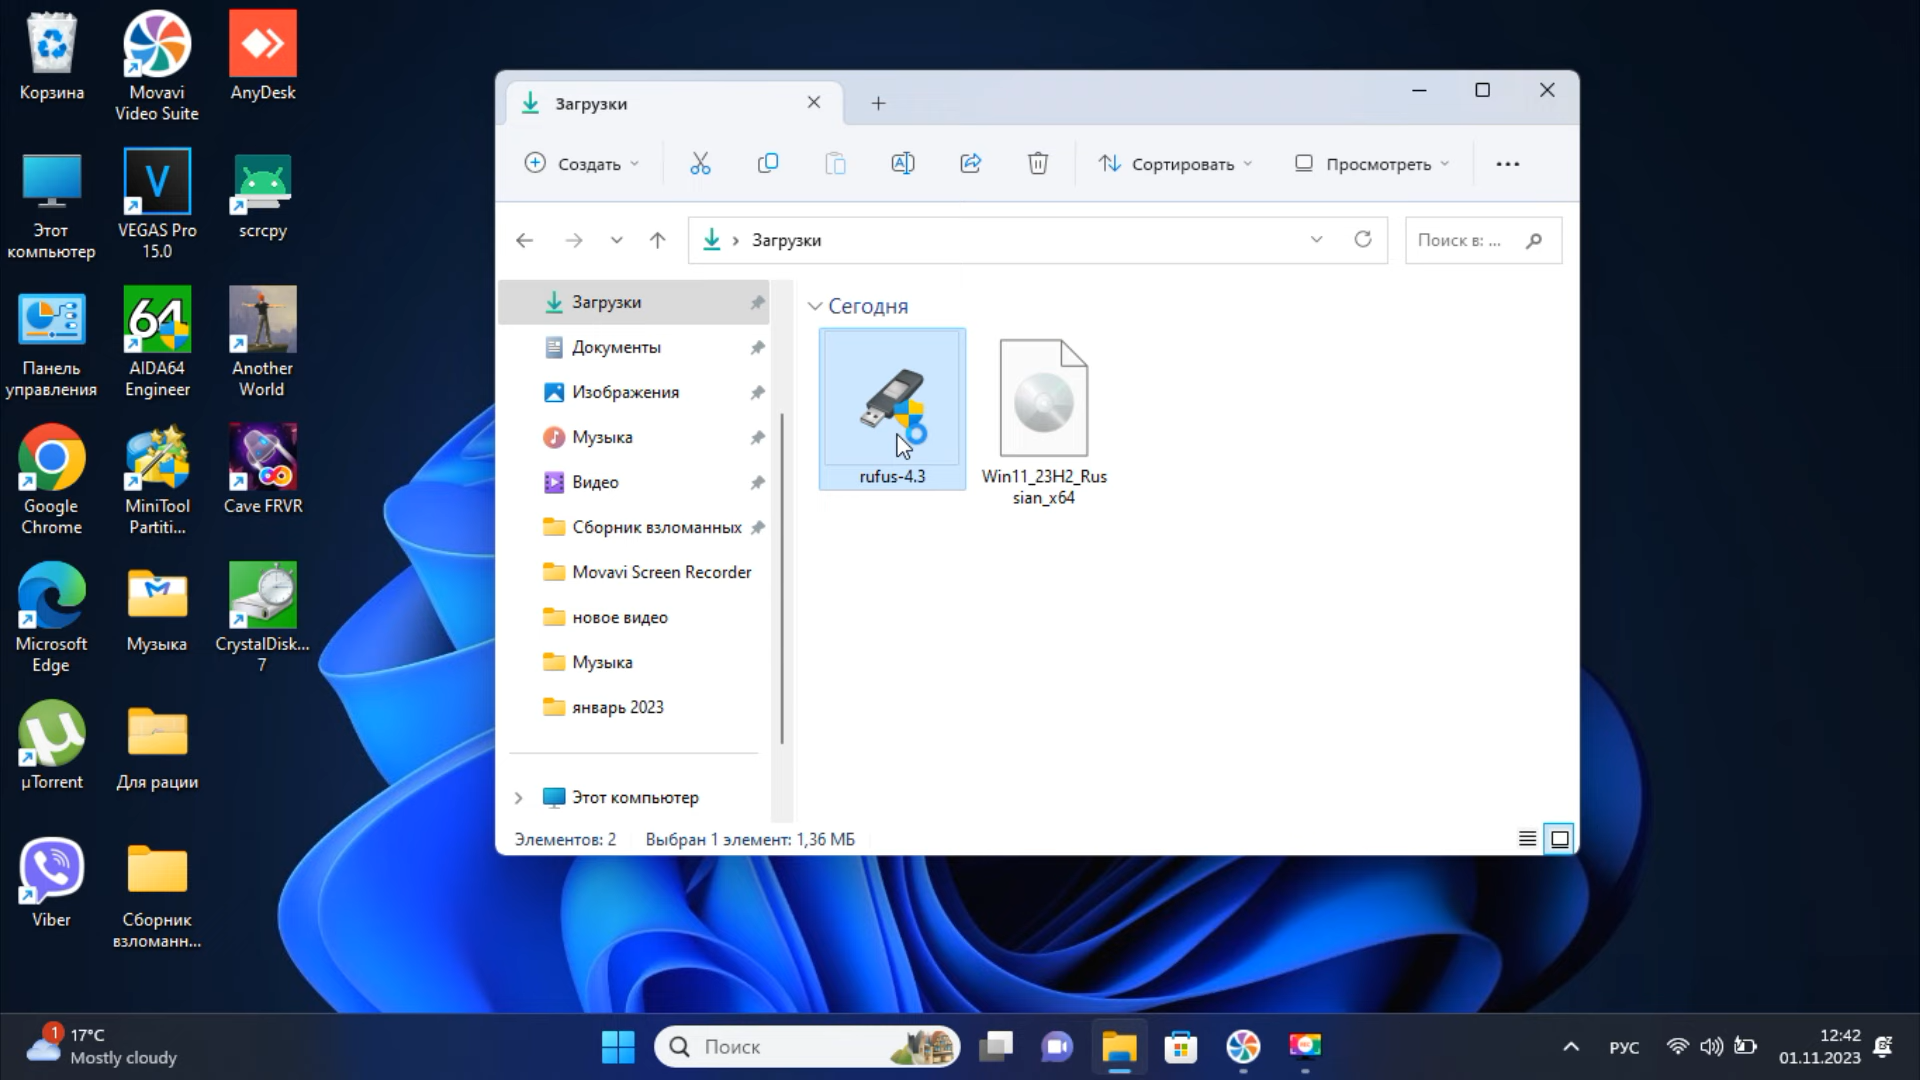 Корзина
Movavi
Video Suite
AnyDesk
Этот
компьютер
VEGAS Pro
15.0
scrcpy
Панель
управления
64
AIDA64
Engineer
Another
World
Google
Chrome
MiniTool
Partiti...
Cave FRVR
Microsoft
Edge
Музыка
CrystalDisk...
7
µTorrent
Для рации
Viber
Сборник
взломанн...
Загрузки
Создать
Сортировать
Просмотреть
Загрузки
Поиск в: ...
Загрузки
Документы
Изображения
Музыка
Видео
Сборник взломанных
Movavi Screen Recorder
новое видео
Музыка
январь 2023
Этот компьютер
Сегодня
rufus-4.3
Win11_23H2_Rus
sian_x64
Элементов: 2
Выбран 1 элемент: 1,36 МБ
1
17°C
Mostly cloudy
Поиск
РУС
12:42
01.11.2023